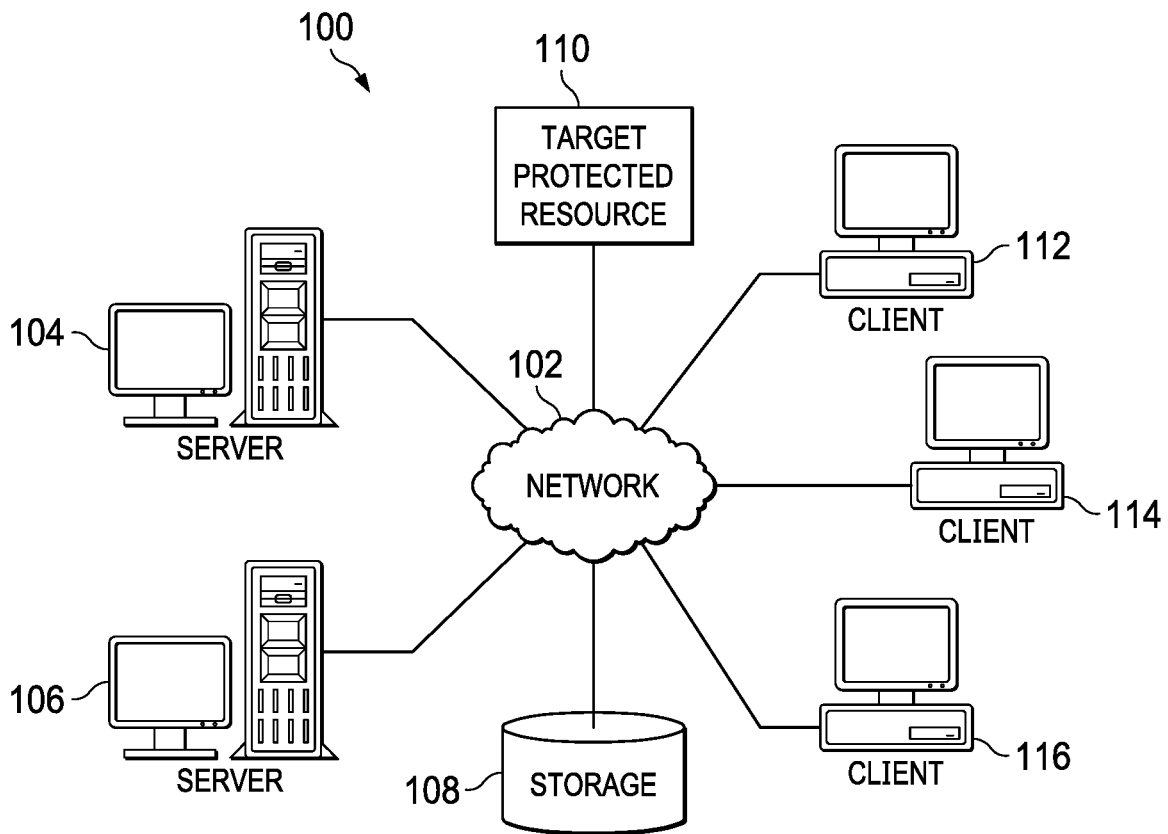 100
110
TARGET
PROTECTED
RESOURCE
112
CLIENT
104
SERVER
102
NETWORK
114
CLIENT
106
SERVER
108
STORAGE
116
CLIENT